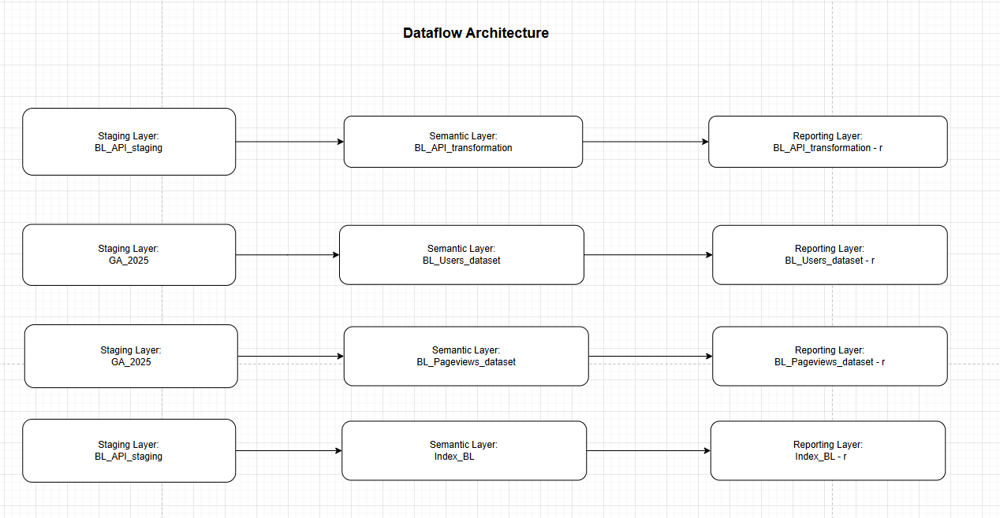 Dataflow Architecture
Staging Layer:
BL_API_staging
Semantic Layer:
BL_API_transformation
Reporting Layer:
BL_API_transformation - r
Staging Layer:
GA_2025
Semantic Layer:
BL_Users_dataset
Reporting Layer:
BL_Users_dataset - r
Staging Layer:
GA_2025
Semantic Layer:
BL_Pageviews_dataset
Reporting Layer:
BL_Pageviews_dataset - r
Staging Layer:
BL_API_staging
Semantic Layer:
Index_BL
Reporting Layer:
Index_BL - r